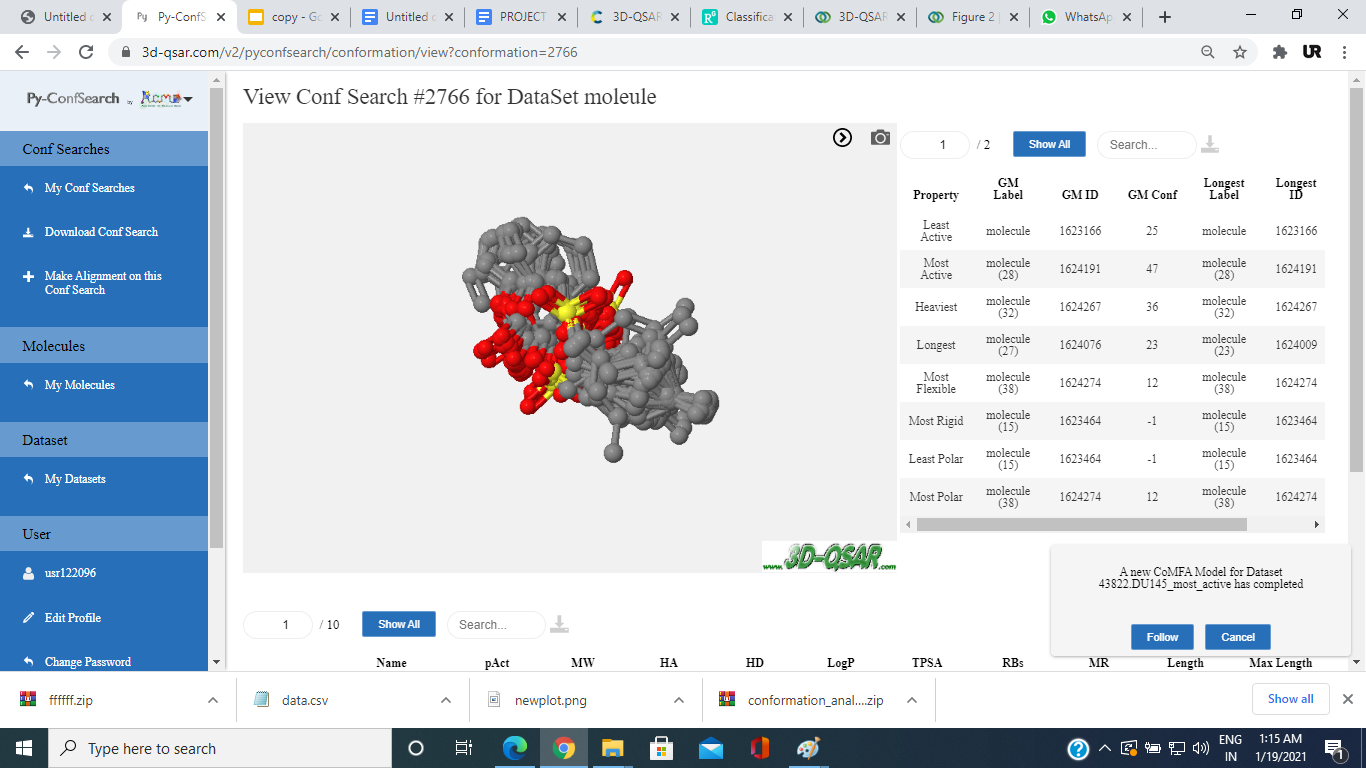 Untitled
Py-ConfS
copy - Go
Untitled
PROJECT
3D-QSAR
Classifica
3D-QSAR
Figure 2 |
WhatsAp
3d-qsar.com/v2/pyconfsearch/conformation/view?conformation=2766
UR
Py-ConfSearch by
Conf Searches
My Conf Searches
Download Conf Search
Make Alignment on this
Conf Search
Molecules
My Molecules
Dataset
My Datasets
User
usr122096
Edit Profile
Change Password
View Conf Search #2766 for DataSet moleule
www.3D-QSAR.com
1 / 2 Show All Search...
Property GM Label GM ID GM Conf Longest Label Longest ID
Least Active molecule 1623166 25 molecule 1623166
Most Active molecule (28) 1624191 47 molecule (28) 1624191
Heaviest molecule (32) 1624267 36 molecule (32) 1624267
Longest molecule (27) 1624076 23 molecule (23) 1624009
Most Flexible molecule (38) 1624274 12 molecule (38) 1624274
Most Rigid molecule (15) 1623464 -1 molecule (15) 1623464
Least Polar molecule (15) 1623464 -1 molecule (15) 1623464
Most Polar molecule (38) 1624274 12 molecule (38) 1624274
A new CoMFA Model for Dataset
43822.DU145_most_active has completed
Follow Cancel
1 / 10 Show All Search...
Name pAct MW HA HD LogP TPSA RBs MR Length Max Length
ffffff.zip
data.csv
newplot.png
conformation_anal....zip
Show all
Type here to search
ENG
IN
1:15 AM
1/19/2021
1